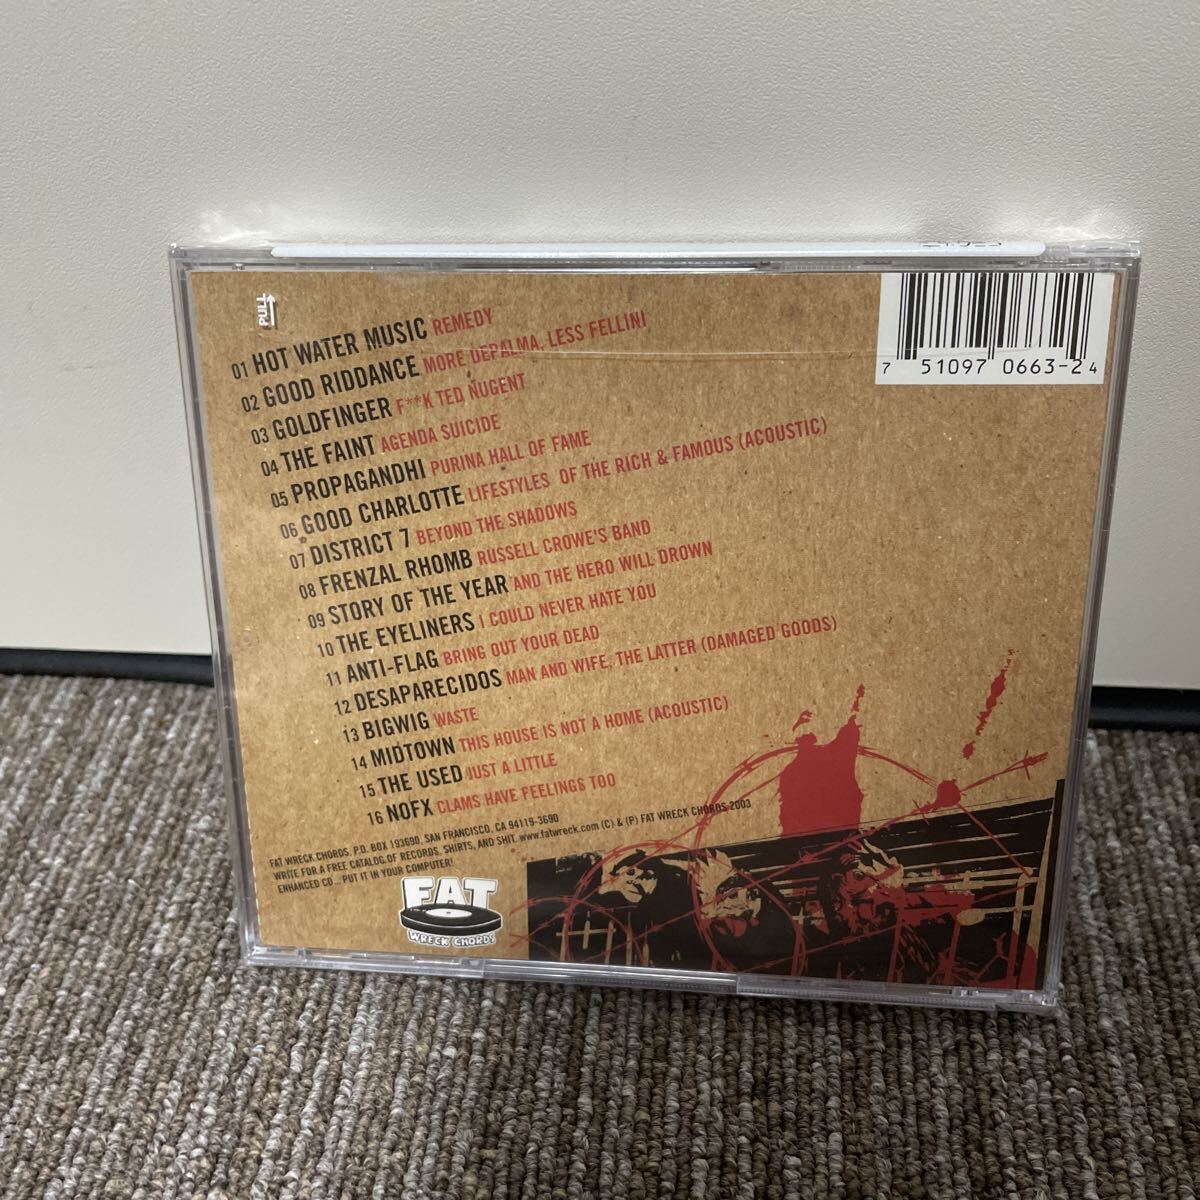 PULL
01 HOT WATER MUSIC REMEDY
02 GOOD RIDDANCE MORE DEPALMA, LESS FELLINI
03 GOLDFINGER F**K TED NUGENT
04 THE FAINT AGENDA SUICIDE
05 PROPAGANDHI PURINA HALL OF FAME
06 GOOD CHARLOTTE LIFESTYLES OF THE RICH & FAMOUS (ACOUSTIC)
07 DISTRICT 7 BEYOND THE SHADOWS
08 FRENZAL RHOMB RUSSELL CROWE'S BAND
09 STORY OF THE YEAR AND THE HERO WILL DROWN
10 THE EYELINERS I COULD NEVER HATE YOU
11 ANTI-FLAG BRING OUT YOUR DEAD
12 DESAPARECIDOS MAN AND WIFE, THE LATTER (DAMAGED GOODS)
13 BIGWIG WASTE
14 MIDTOWN THIS HOUSE IS NOT A HOME (ACOUSTIC)
15 THE USED JUST A LITTLE
16 NOFX CLAMS HAVE FEELINGS TOO
FAT WRECK CHORDS, P.O. BOX 193690, SAN FRANCISCO, CA 94119-3690
WRITE FOR A FREE CATALOG OF RECORDS, SHIRTS, AND SHIT. www.fatwreck.com (C) & (P) FAT WRECK CHORDS 2003
ENHANCED CD... PUT IT IN YOUR COMPUTER!
FAT
WRECK CHORDS
7 51097 0663-2 4